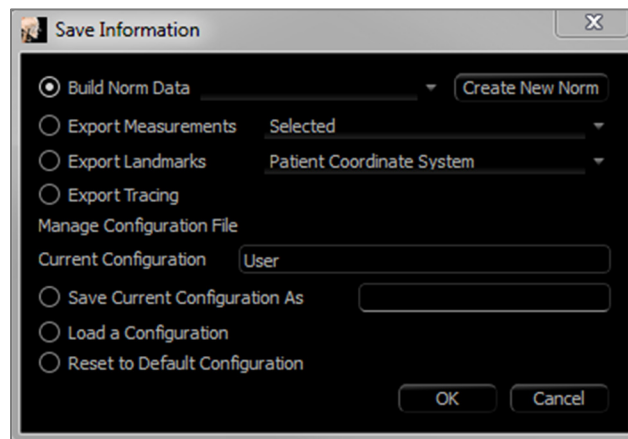 Save Information
Build Norm Data Create New Norm
Export Measurements Selected
Export Landmarks Patient Coordinate System
Export Tracing
Manage Configuration File
Current Configuration User
Save Current Configuration As
Load a Configuration
Reset to Default Configuration
OK Cancel